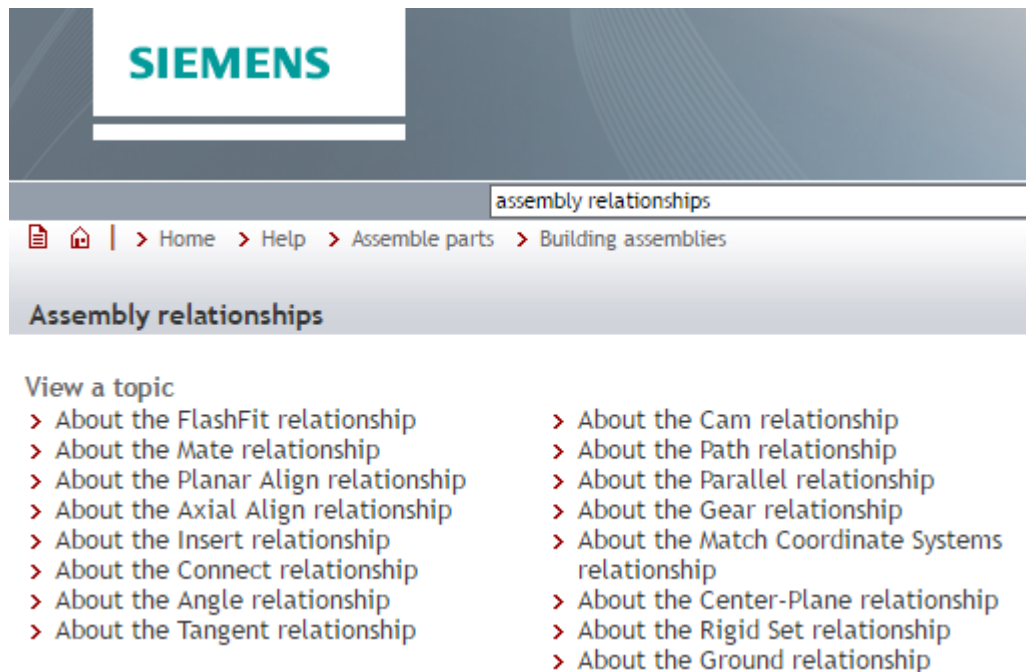 SIEMENS
assembly relationships
> Home > Help > Assemble parts > Building assemblies
Assembly relationships
View a topic
> About the FlashFit relationship
> About the Mate relationship
> About the Planar Align relationship
> About the Axial Align relationship
> About the Insert relationship
> About the Connect relationship
> About the Angle relationship
> About the Tangent relationship
> About the Cam relationship
> About the Path relationship
> About the Parallel relationship
> About the Gear relationship
> About the Match Coordinate Systems
relationship
> About the Center-Plane relationship
> About the Rigid Set relationship
> About the Ground relationship